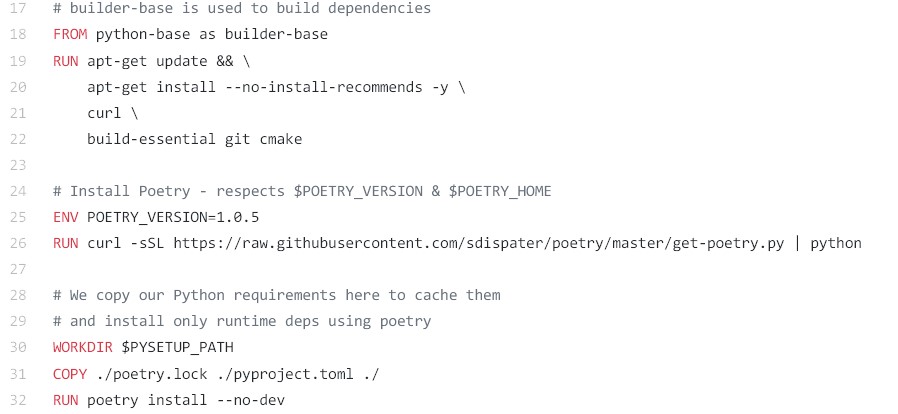 17 # builder-base is used to build dependencies
18 FROM python-base as builder-base
19 RUN apt-get update && \
20     apt-get install --no-install-recommends -y \
21     curl \
22     build-essential git cmake
23
24 # Install Poetry - respects $POETRY_VERSION & $POETRY_HOME
25 ENV POETRY_VERSION=1.0.5
26 RUN curl -sSL https://raw.githubusercontent.com/sdispater/poetry/master/get-poetry.py | python
27
28 # We copy our Python requirements here to cache them
29 # and install only runtime deps using poetry
30 WORKDIR $PYSETUP_PATH
31 COPY ./poetry.lock ./pyproject.toml ./
32 RUN poetry install --no-dev